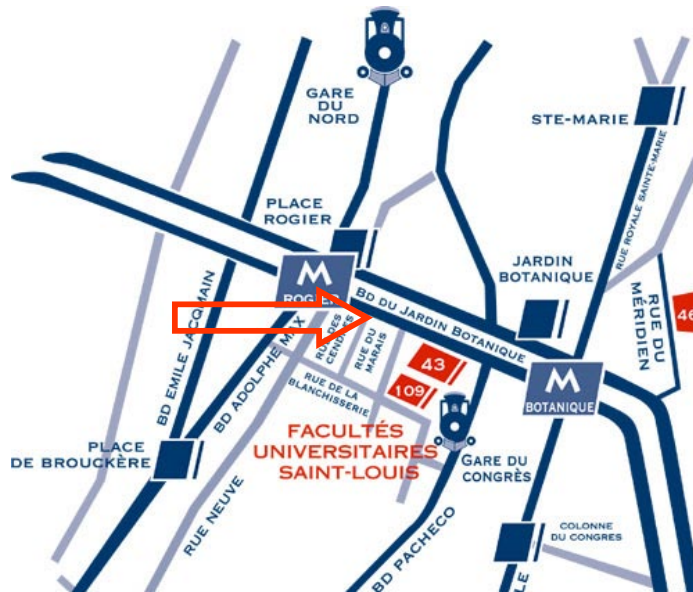 GARE
DU
NORD
STE-MARIE
RUE ROYALE SAINTE-MARIE
PLACE
ROGIER
M
ROGIER
JARDIN
BOTANIQUE
RUE DU
MÉRIDIEN
46
BD DU JARDIN BOTANIQUE
BD EMILE JACQMAIN
BD ADOLPHE MAX
RUE DES
CENDRES
RUE DU
MARAIS
RUE DE LA
BLANCHISSERIE
43
109
M
BOTANIQUE
FACULTÉS
UNIVERSITAIRES
SAINT-LOUIS
PLACE
DE BROUCKÈRE
GARE DU
CONGRÈS
RUE NEUVE
BD PACHECO
COLONNE
DU CONGRES
LE